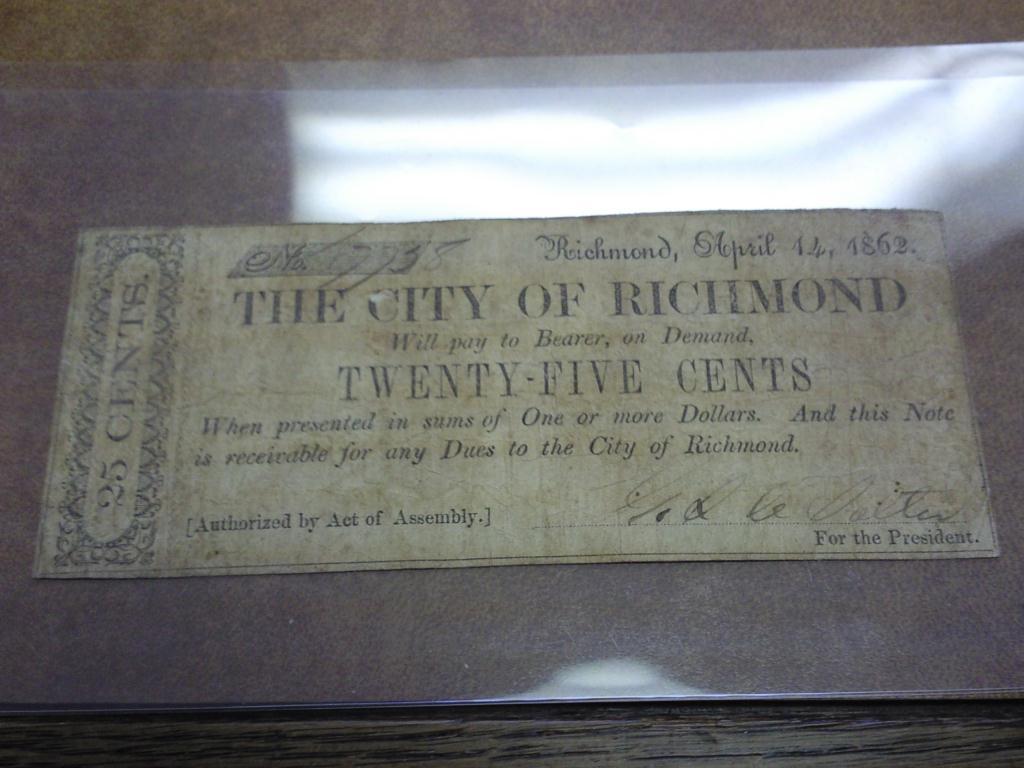 25 CENTS.
No. 7738 Richmond, April 14, 1862.
THE CITY OF RICHMOND
Will pay to Bearer, on Demand,
TWENTY-FIVE CENTS
When presented in sums of One or more Dollars. And this Note
is receivable for any Dues to the City of Richmond.
[Authorized by Act of Assembly.]
For the President.